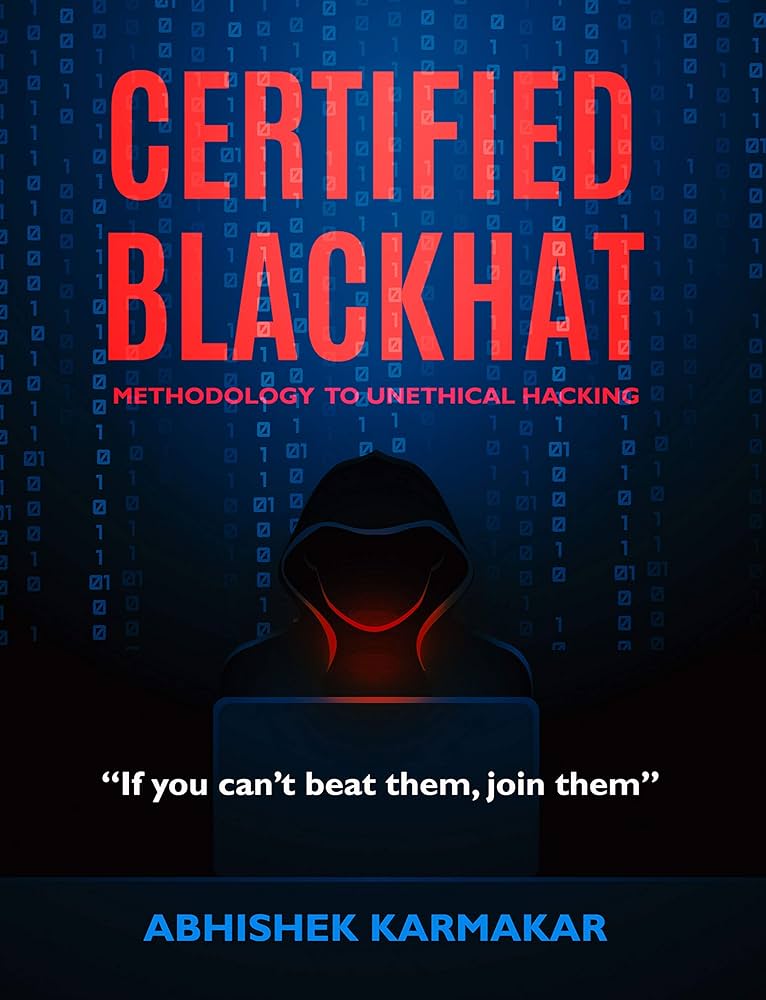 CERTIFIED
BLACKHAT
METHODOLOGY TO UNETHICAL HACKING
“If you can’t beat them, join them”
ABHISHEK KARMAKAR